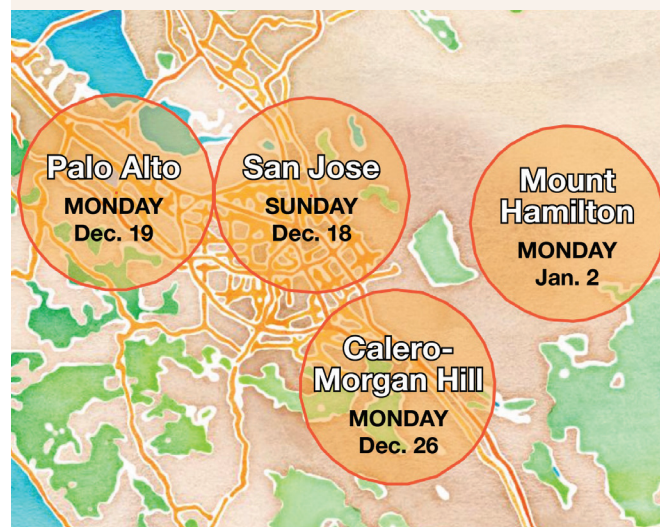 Palo Alto
MONDAY
Dec. 19
San Jose
SUNDAY
Dec. 18
Mount
Hamilton
MONDAY
Jan. 2
Calero-
Morgan Hill
MONDAY
Dec. 26